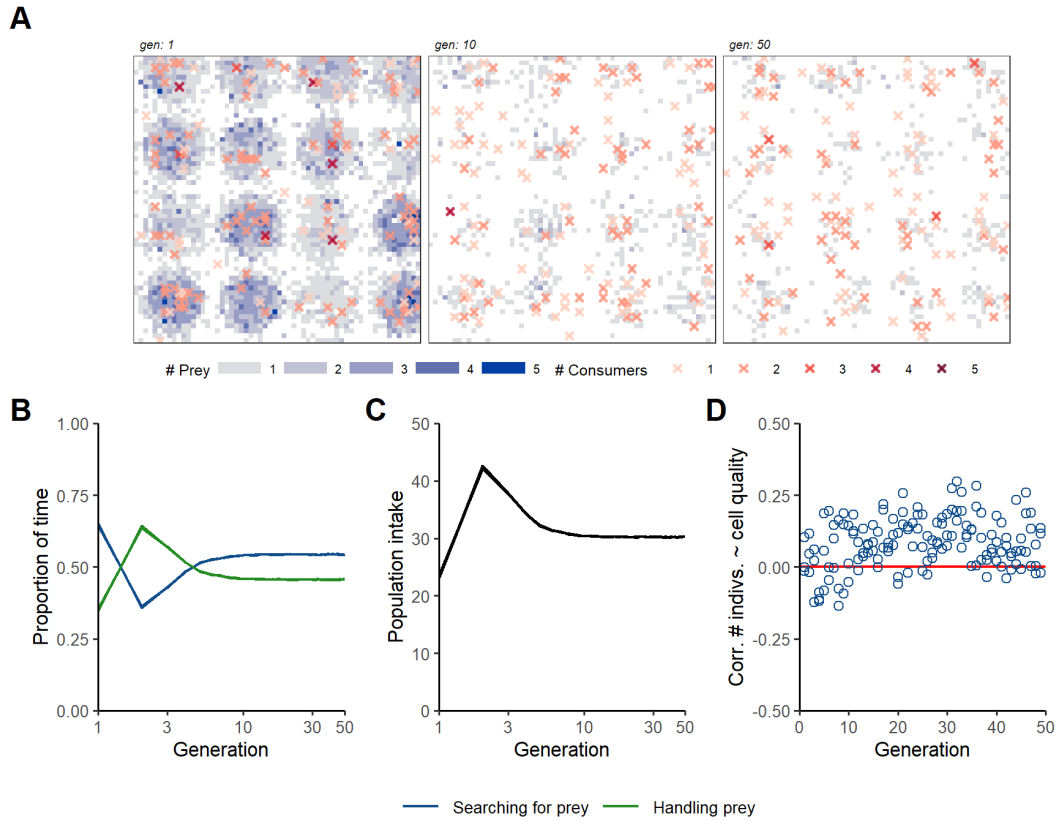 A
gen: 1
gen: 10
gen: 50
# Prey 1 2 3 4 5 # Consumers 1 2 3 4 5
B
C
D
1.00
0.75
0.50
0.25
0.00
Proportion of time
1 3 10 30 50
Generation
50
40
30
20
10
0
Population intake
1 3 10 30 50
Generation
0.50
0.25
0.00
-0.25
-0.50
Corr. # indivs. ~ cell quality
0 10 20 30 40 50
Generation
Searching for prey Handling prey